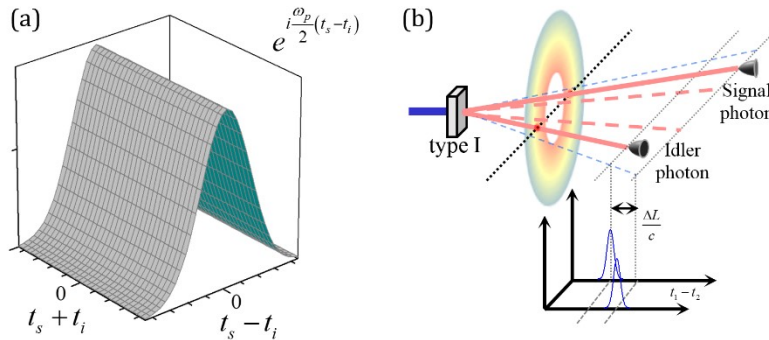 (a)
e^{i\frac{\omega_p}{2}(t_s-t_i)}
0
t_s + t_i
0
t_s - t_i
(b)
Signal
photon
type I
Idler
photon
\frac{\Delta L}{c}
t_1 - t_2